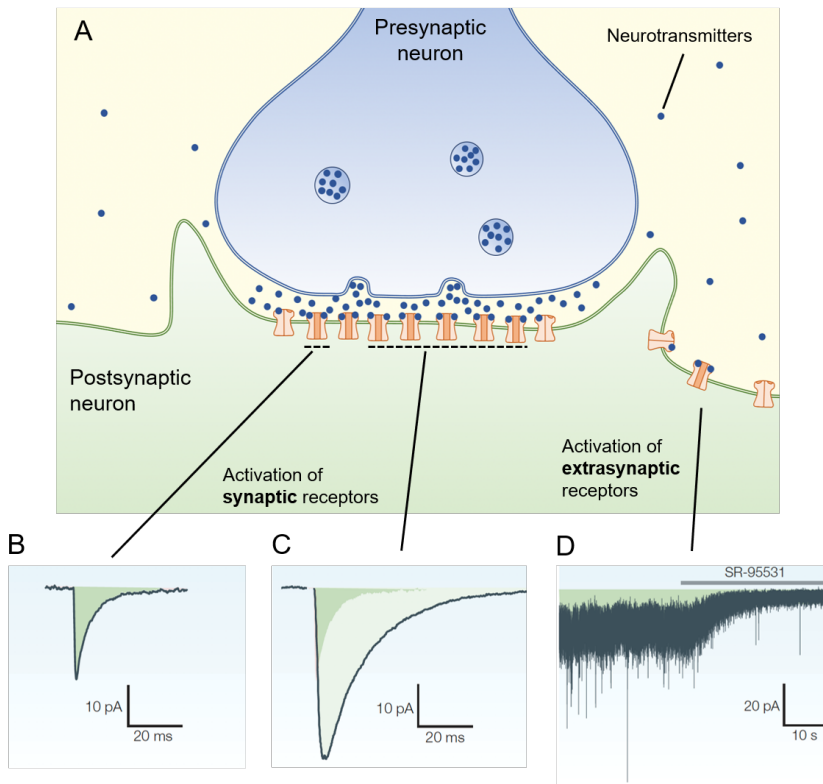 A
Presynaptic
neuron
Neurotransmitters
Postsynaptic
neuron
Activation of
synaptic receptors
Activation of
extrasynaptic
receptors
B
C
D
SR-95531
10 pA
20 ms
10 pA
20 ms
20 pA
10 s